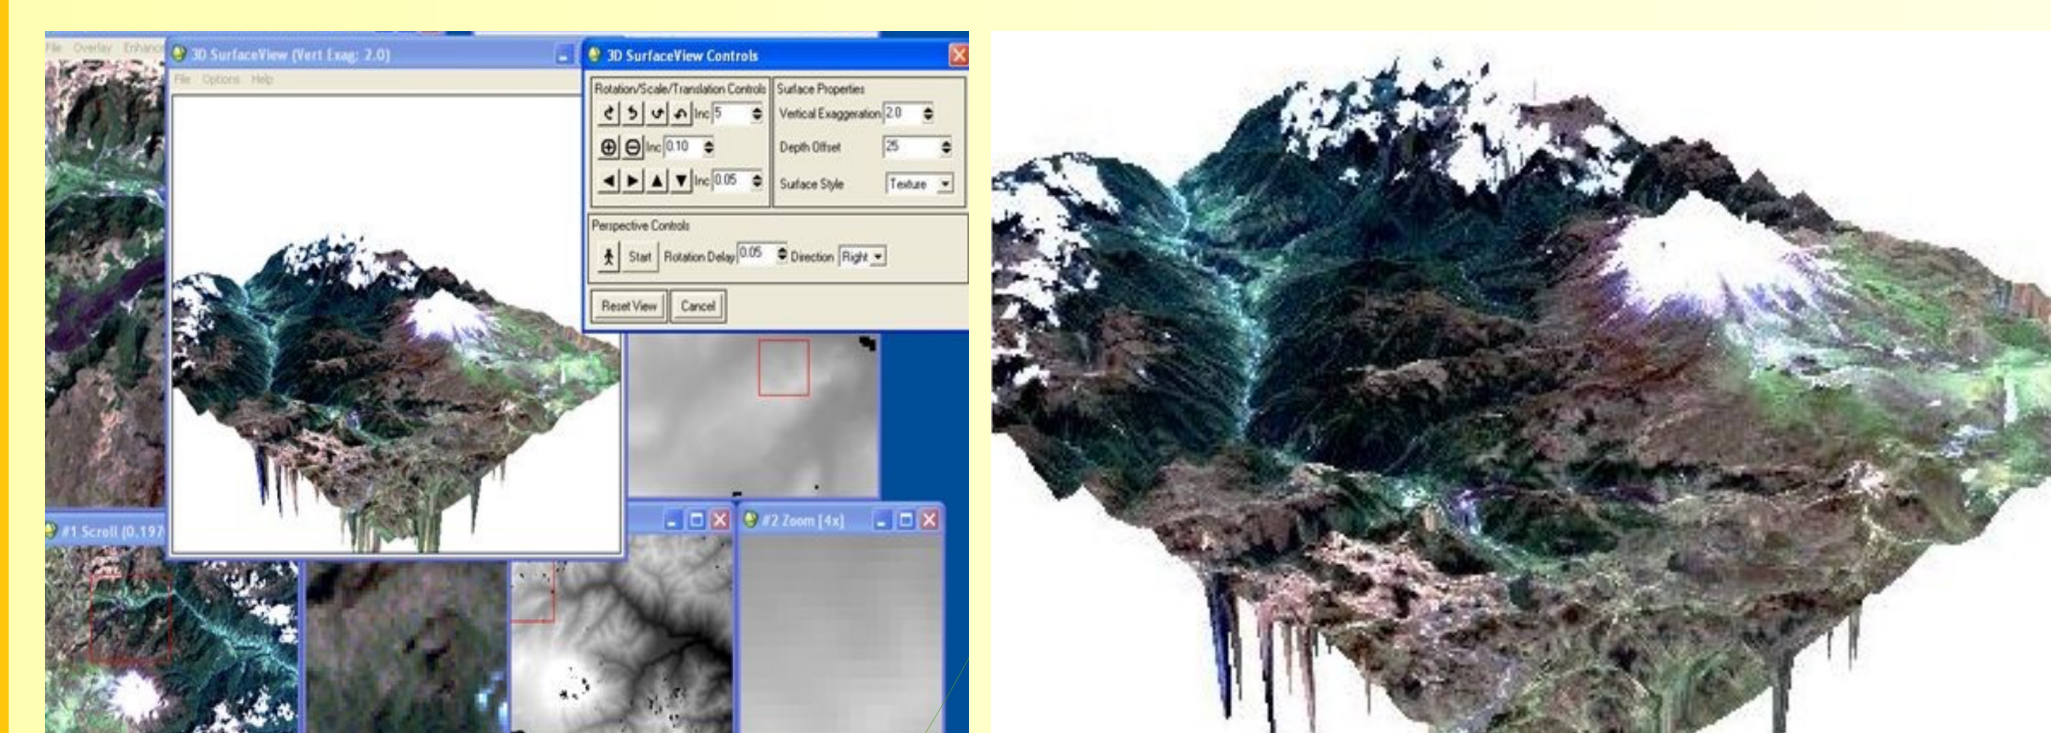 File Overlay Enhance
3D SurfaceView (Vert Exag: 2.0)
File Options Help
3D SurfaceView Controls
Rotation/Scale/Translation Controls
Inc 5
Inc 0.10
Inc 0.05
Surface Properties
Vertical Exaggeration 2.0
Depth Offset 25
Surface Style Texture
Perspective Controls
Start Rotation Delay 0.05 Direction Right
Reset View Cancel
#1 Scroll (0.197
#2 Zoom [4x]